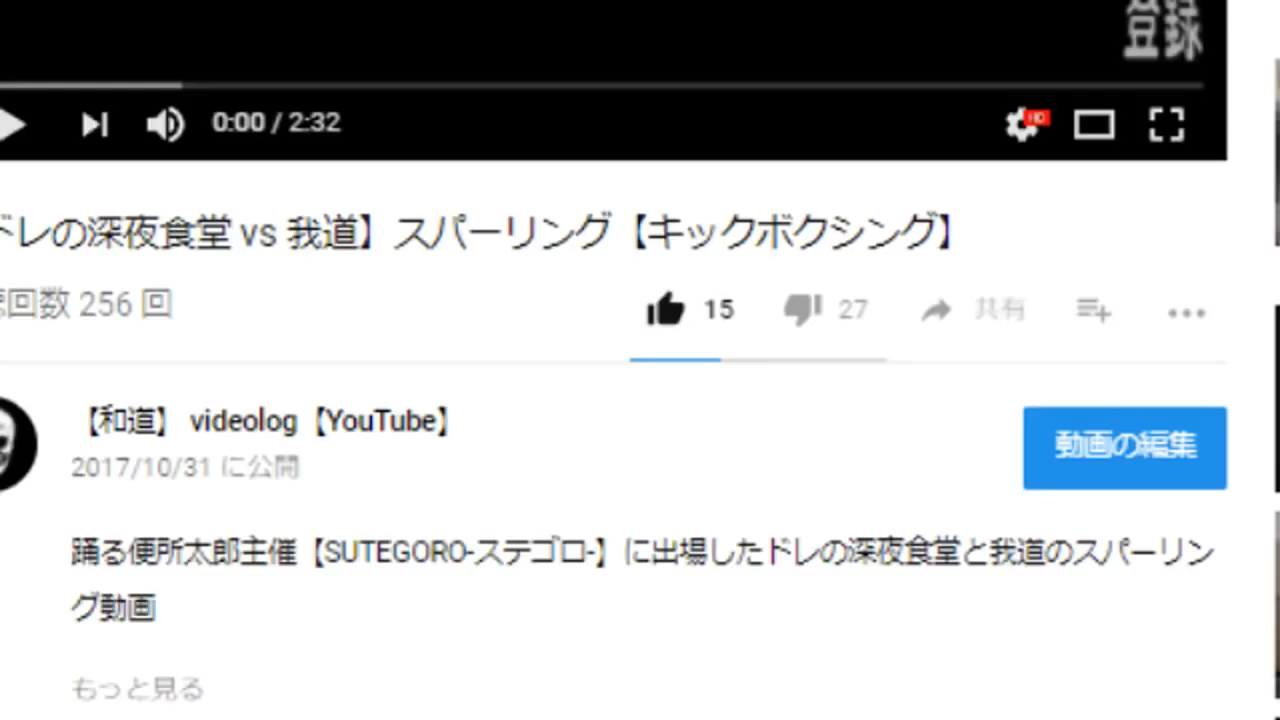 登録
0:00 / 2:32
HD
ドレの深夜食堂 vs 我道】スパーリング【キックボクシング】
回数 256 回
15 27 共有
【和道】 videolog【YouTube】
動画の編集
2017/10/31 に公開
踊る便所太郎主催【SUTEGORO-ステゴロ-】に出場したドレの深夜食堂と我道のスパーリン
グ動画
もっと見る